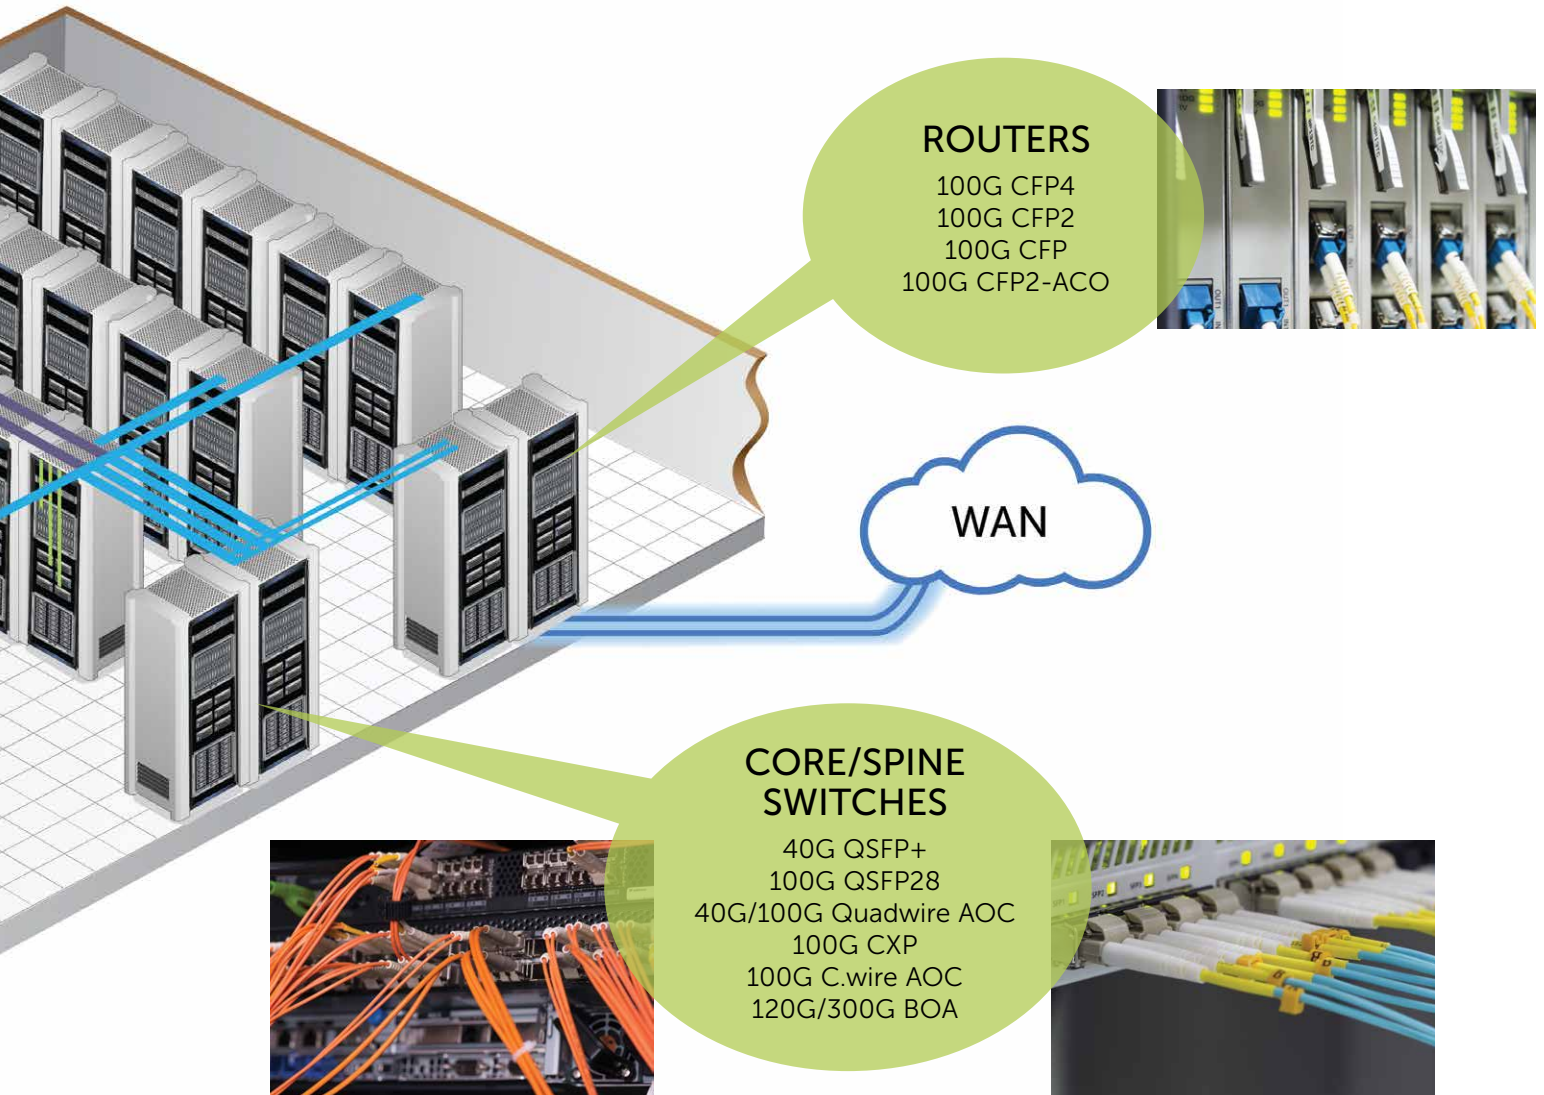 ROUTERS
100G CFP4
100G CFP2
100G CFP
100G CFP2-ACO
WAN
CORE/SPINE
SWITCHES
40G QSFP+
100G QSFP28
40G/100G Quadwire AOC
100G CXP
100G C.wire AOC
120G/300G BOA